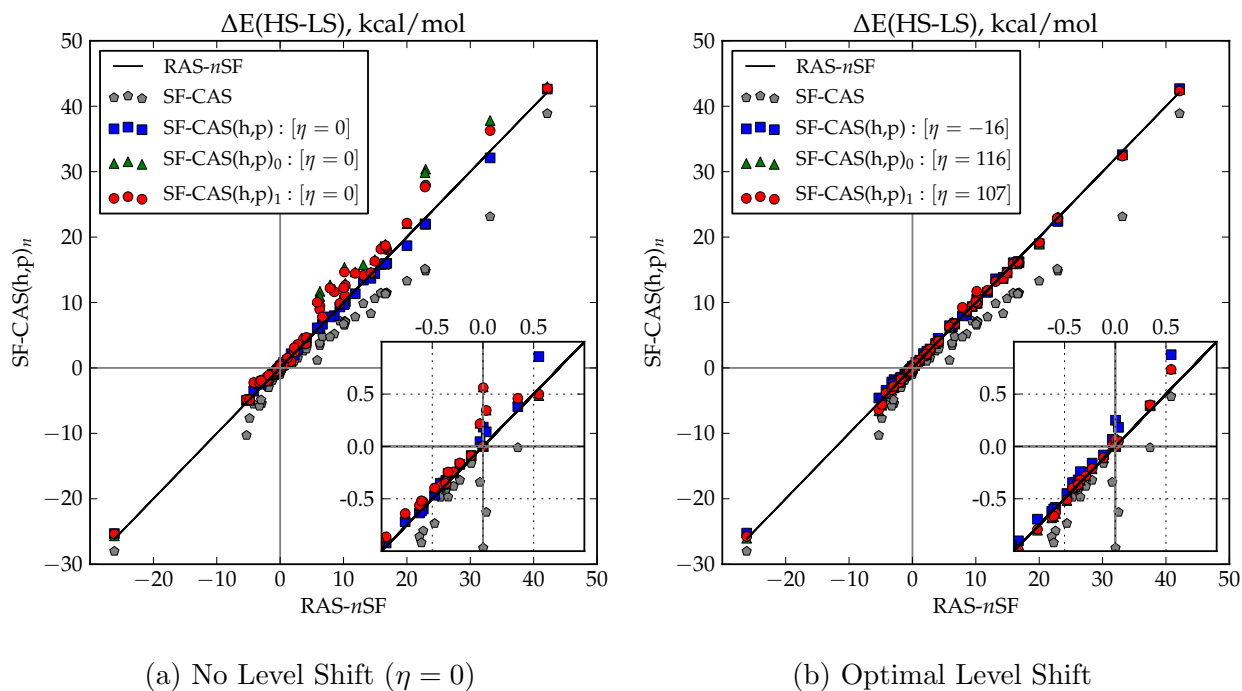 ΔE(HS-LS), kcal/mol
50
40
30
20
10
0
−10
−20
−30
SF-CAS(h,p)n
RAS-nSF
SF-CAS
SF-CAS(h,p) : [η = 0]
SF-CAS(h,p)0 : [η = 0]
SF-CAS(h,p)1 : [η = 0]
-0.5 0.0 0.5
0.5
0.0
-0.5
−30 −20 −10 0 10 20 30 40 50
RAS-nSF
(a) No Level Shift (η = 0)
ΔE(HS-LS), kcal/mol
50
40
30
20
10
0
−10
−20
−30
SF-CAS(h,p)n
RAS-nSF
SF-CAS
SF-CAS(h,p) : [η = −16]
SF-CAS(h,p)0 : [η = 116]
SF-CAS(h,p)1 : [η = 107]
-0.5 0.0 0.5
0.5
0.0
-0.5
−30 −20 −10 0 10 20 30 40 50
RAS-nSF
(b) Optimal Level Shift